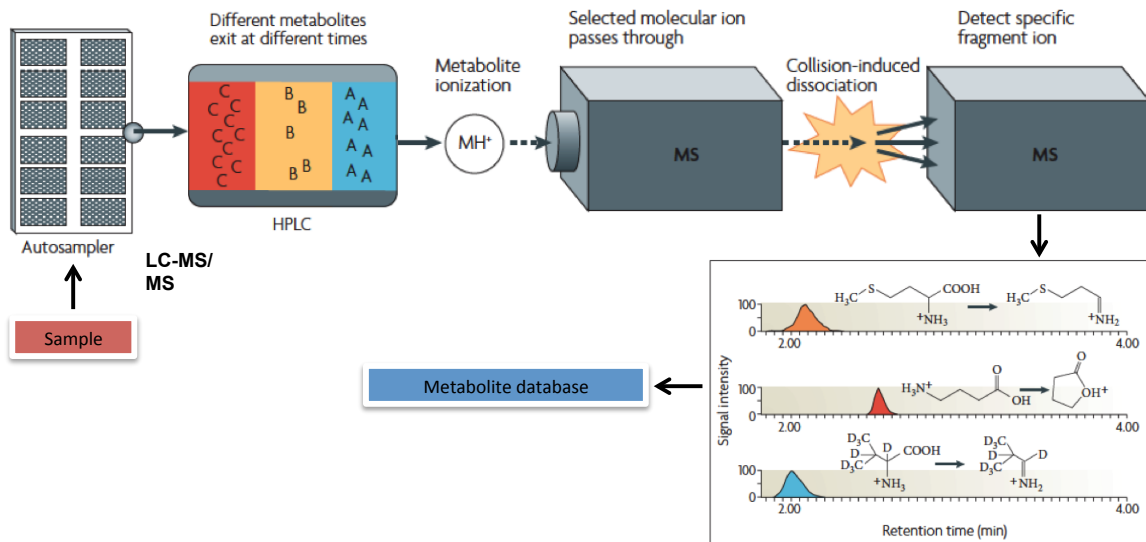 Different metabolites
exit at different times
Metabolite
ionization
Selected molecular ion
passes through
Collision-induced
dissociation
Detect specific
fragment ion
C C C C C C C C C C C
B B B B B
A A A A A A A A
MH+
MS
MS
HPLC
Autosampler
LC-MS/
MS
Sample
Metabolite database
Signal intensity
100
0
2.00
4.00
H3C
S
COOH
+NH3
H3C
S
+NH2
100
0
2.00
4.00
H3N+
O
OH
O
OH+
100
0
2.00
4.00
D3C
D
D3C
D
COOH
+NH3
D3C
D
D3C
D
+NH2
Retention time (min)